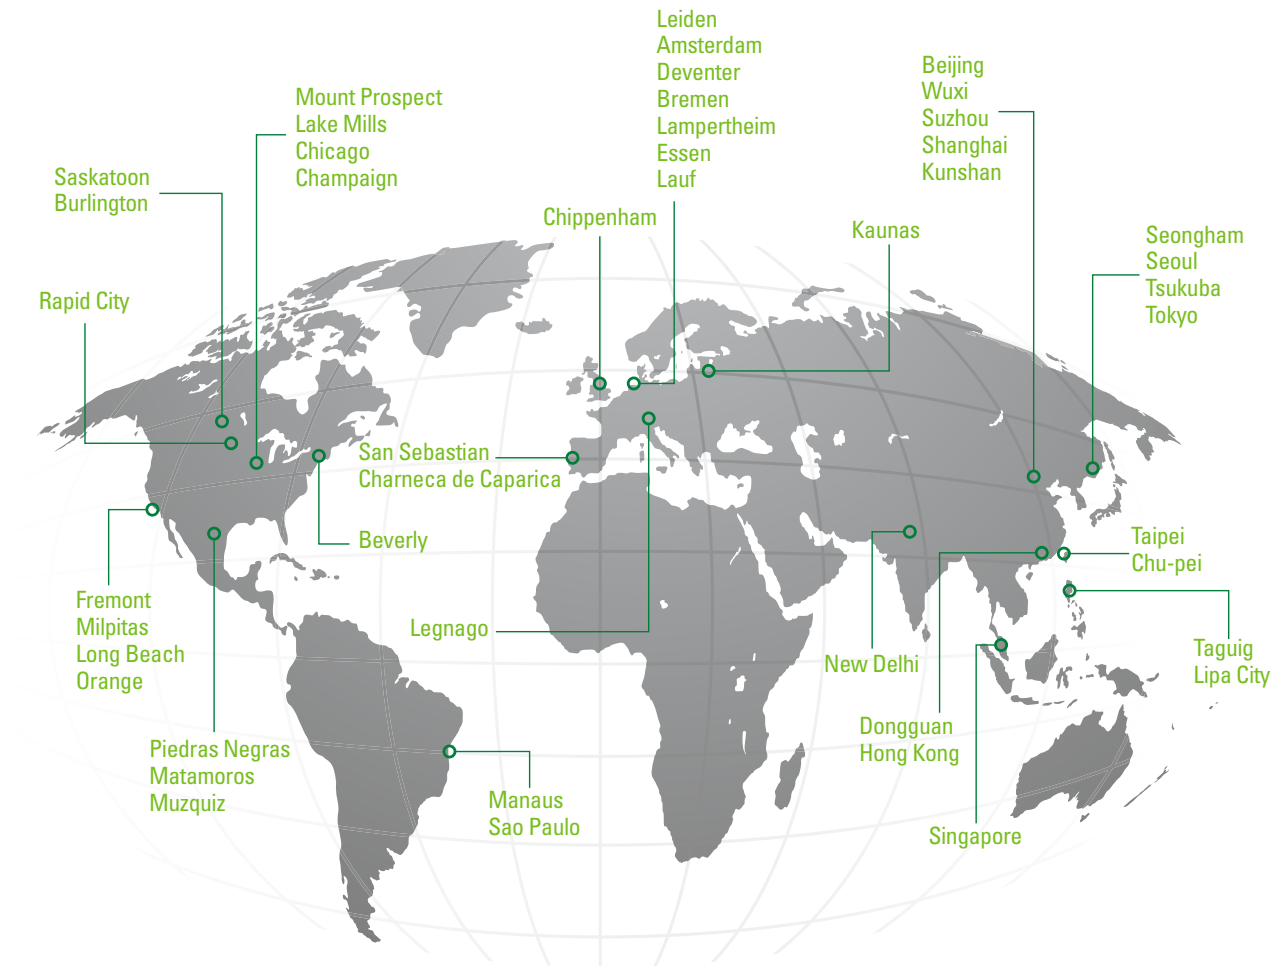 Leiden
Amsterdam
Deventer
Bremen
Lampertheim
Essen
Lauf
Beijing
Wuxi
Suzhou
Shanghai
Kunshan
Mount Prospect
Lake Mills
Chicago
Champaign
Saskatoon
Burlington
Chippenham
Kaunas
Seongham
Seoul
Tsukuba
Tokyo
Rapid City
San Sebastian
Charneca de Caparica
Beverly
Taipei
Chu-pei
Fremont
Milpitas
Long Beach
Orange
Legnago
New Delhi
Taguig
Lipa City
Dongguan
Hong Kong
Piedras Negras
Matamoros
Muzquiz
Manaus
Sao Paulo
Singapore